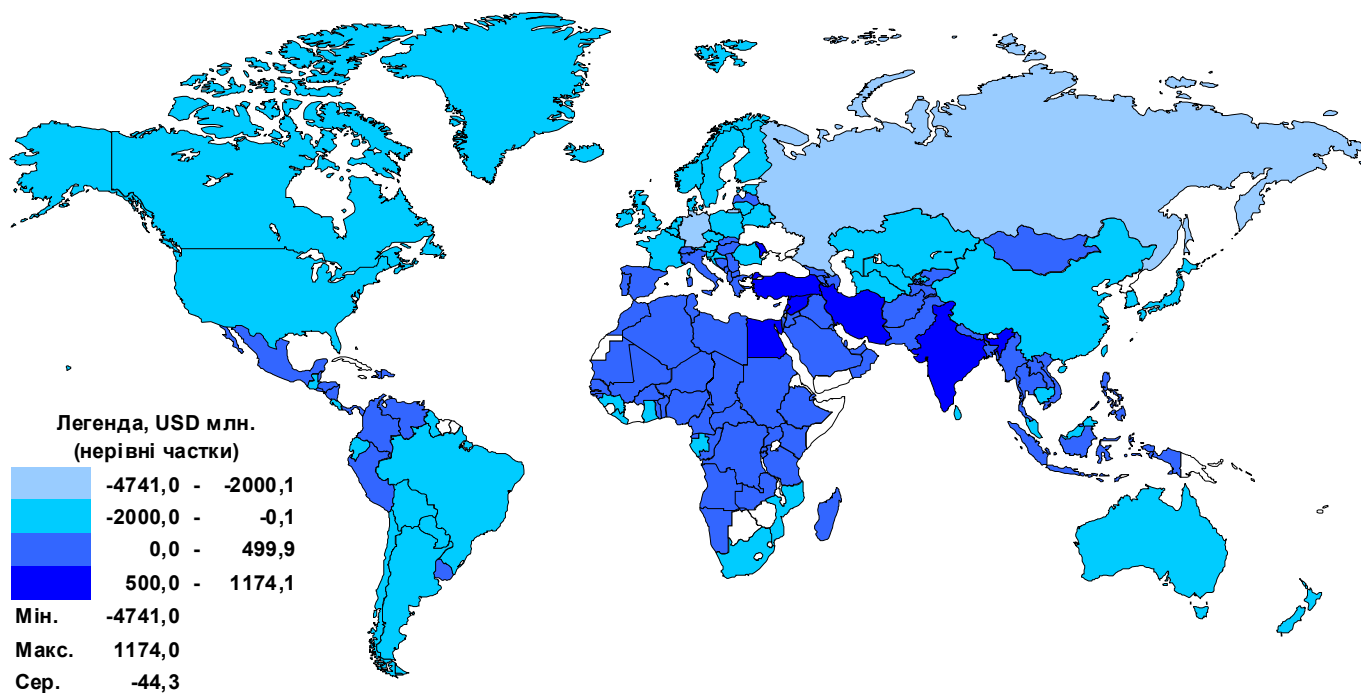 Легенда, USD млн.
(нерівні частки)
-4741,0 - -2000,1
-2000,0 - -0,1
0,0 - 499,9
500,0 - 1174,1
Мін. -4741,0
Макс. 1174,0
Сер. -44,3